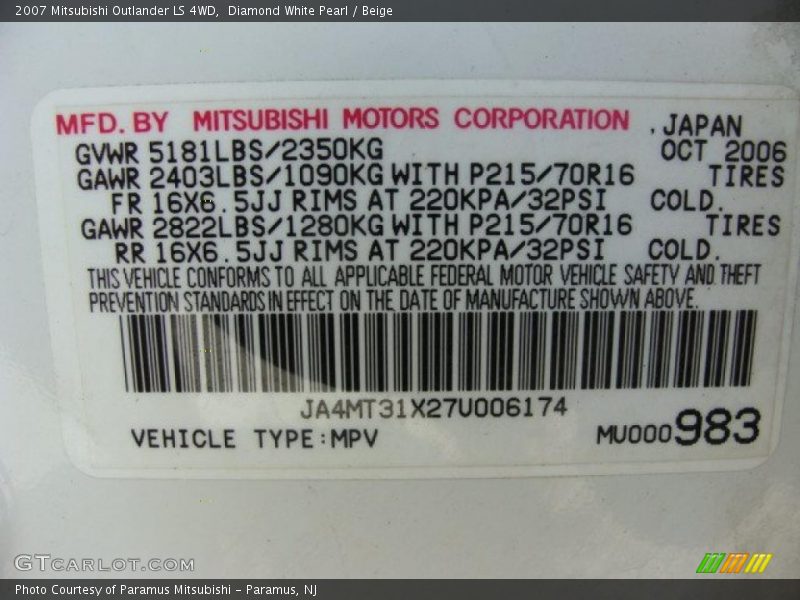 2007 Mitsubishi Outlander LS 4WD,  Diamond White Pearl / Beige
MFD. BY MITSUBISHI MOTORS CORPORATION , JAPAN
GVWR 5181LBS/2350KG OCT 2006
GAWR 2403LBS/1090KG WITH P215/70R16 TIRES
FR 16X6.5JJ RIMS AT 220KPA/32PSI COLD.
GAWR 2822LBS/1280KG WITH P215/70R16 TIRES
RR 16X6.5JJ RIMS AT 220KPA/32PSI COLD.
THIS VEHICLE CONFORMS TO ALL APPLICABLE FEDERAL MOTOR VEHICLE SAFETY AND THEFT
PREVENTION STANDARDS IN EFFECT ON THE DATE OF MANUFACTURE SHOWN ABOVE.
JA4MT31X27U006174
VEHICLE TYPE:MPV MU000983
GTCARLOT.COM
Photo Courtesy of Paramus Mitsubishi - Paramus, NJ